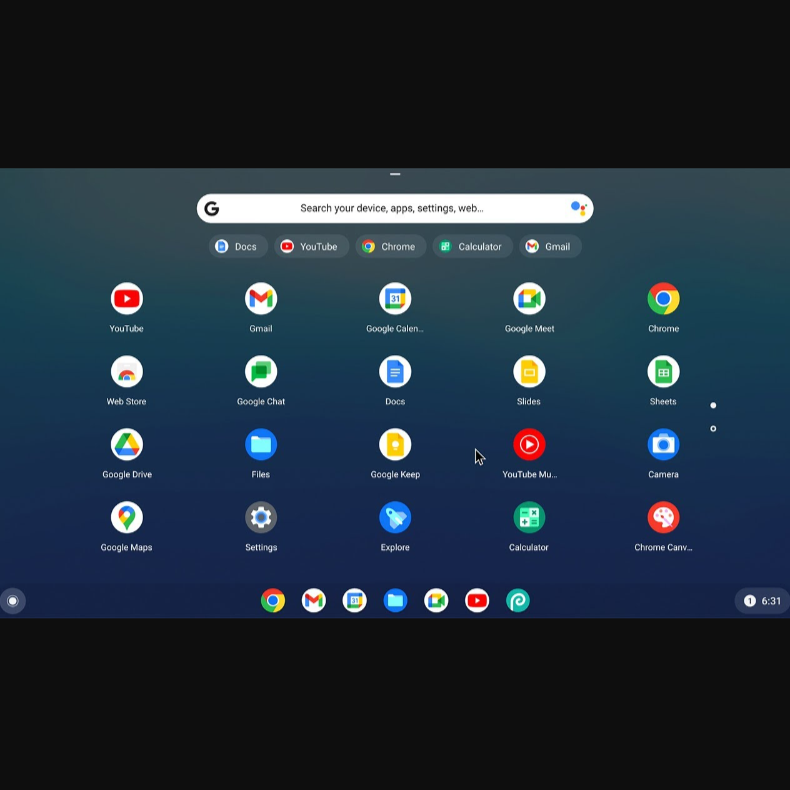 G
Search your device, apps, settings, web...
Docs YouTube Chrome Calculator Gmail
31
YouTube Gmail Google Calen... Google Meet Chrome
Web Store Google Chat Docs Slides Sheets
Google Drive Files Google Keep YouTube Mu... Camera
Google Maps Settings Explore Calculator Chrome Canv...
31
1 6:31